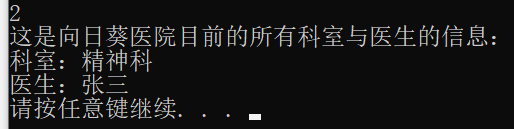 2
这是向日葵医院目前的所有科室与医生的信息：
科室：精神科
医生：张三
请按任意键继续. . .